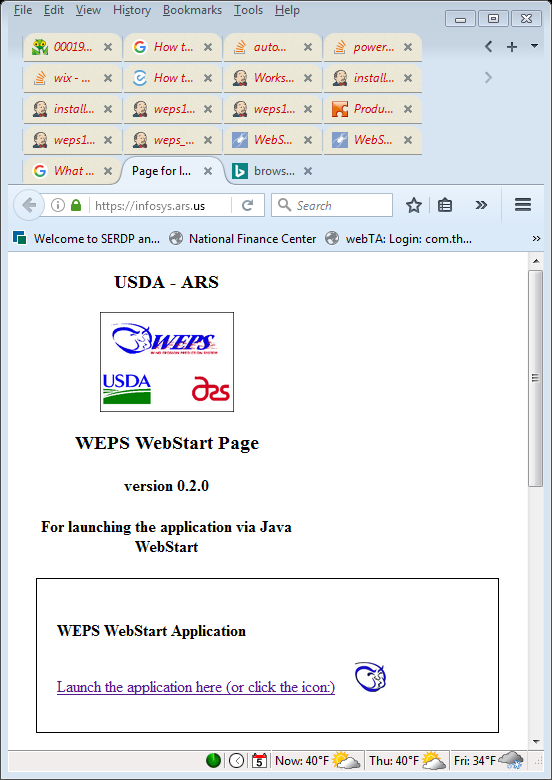 File Edit View History Bookmarks Tools Help
00019... How t... auto... power...
wix - ... How t... Works... install...
install... weps1... weps1... Produ...
weps1... weps_... WebS... WebS...
What ... Page for l... brows...
https://infosys.ars.us Search
Welcome to SERDP an... National Finance Center webTA: Login: com.th...
USDA - ARS
WEPS
WIND EROSION PREDICTION SYSTEM
USDA ars
WEPS WebStart Page
version 0.2.0
For launching the application via Java
WebStart
WEPS WebStart Application
Launch the application here (or click the icon:)
5 Now: 40°F Thu: 40°F Fri: 34°F